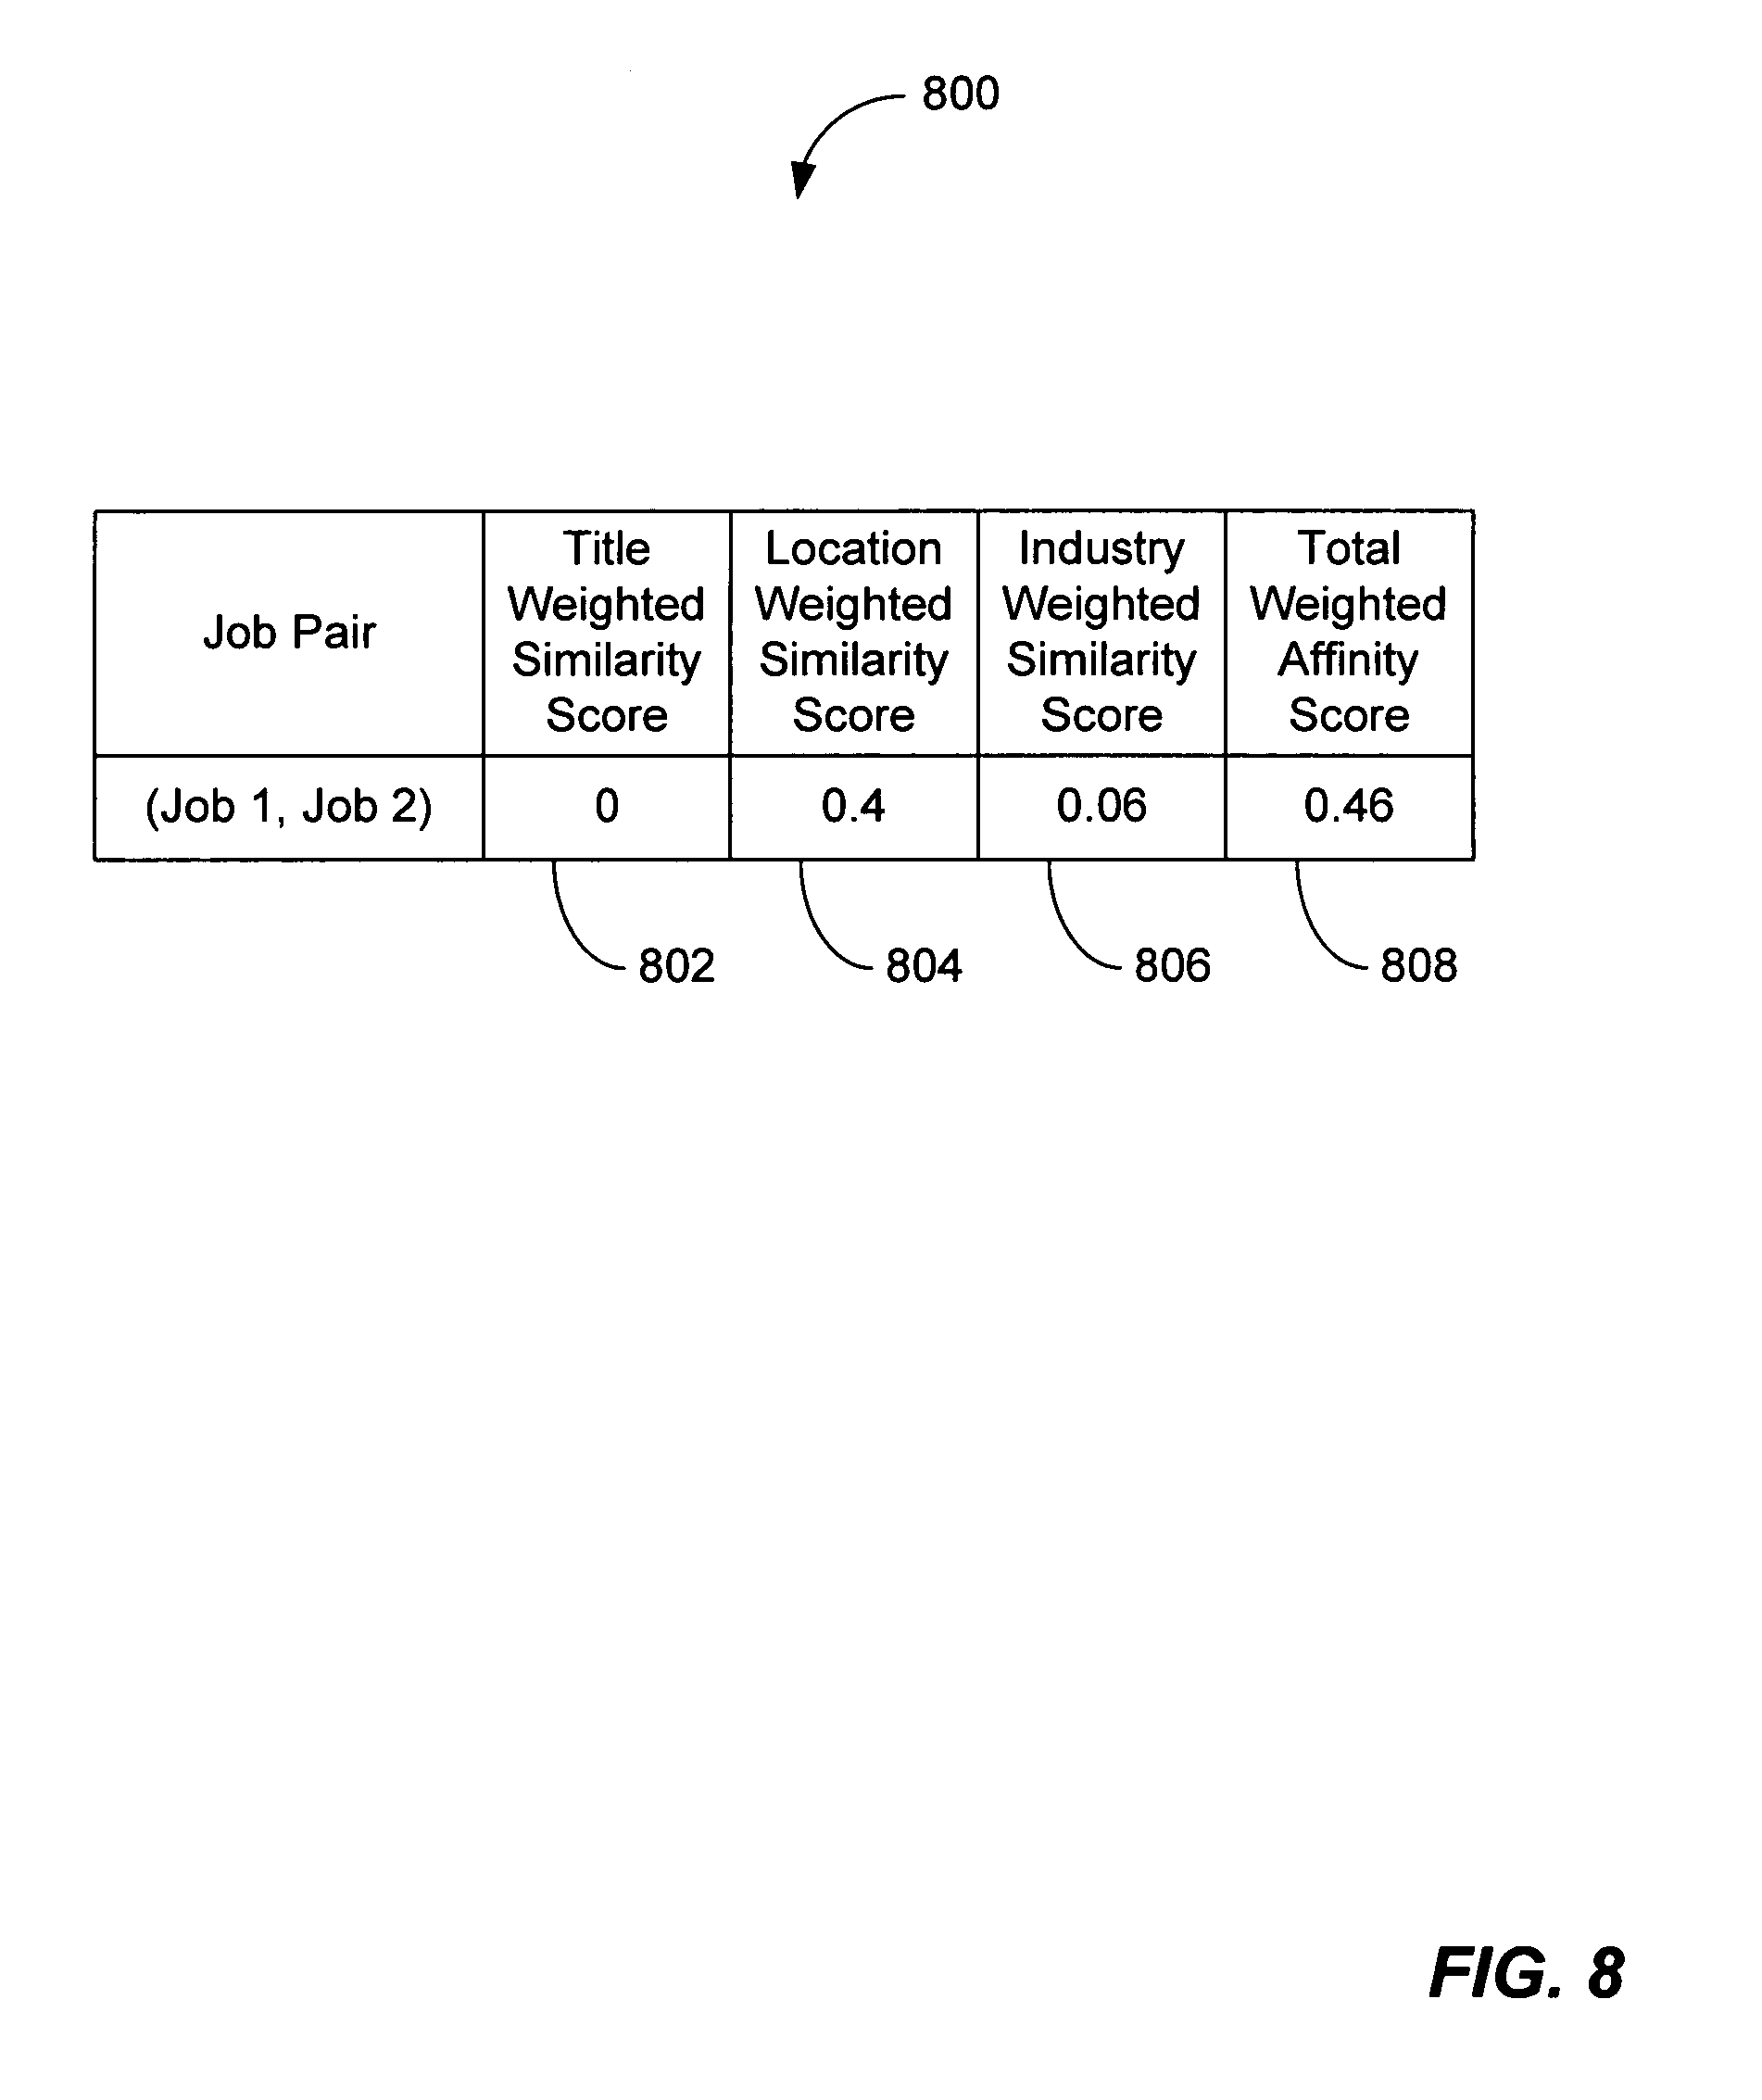 800
Job Pair
Title
Weighted
Similarity
Score
Location
Weighted
Similarity
Score
Industry
Weighted
Similarity
Score
Total
Weighted
Affinity
Score
(Job 1, Job 2) 0 0.4 0.06 0.46
802 804 806 808
FIG. 8